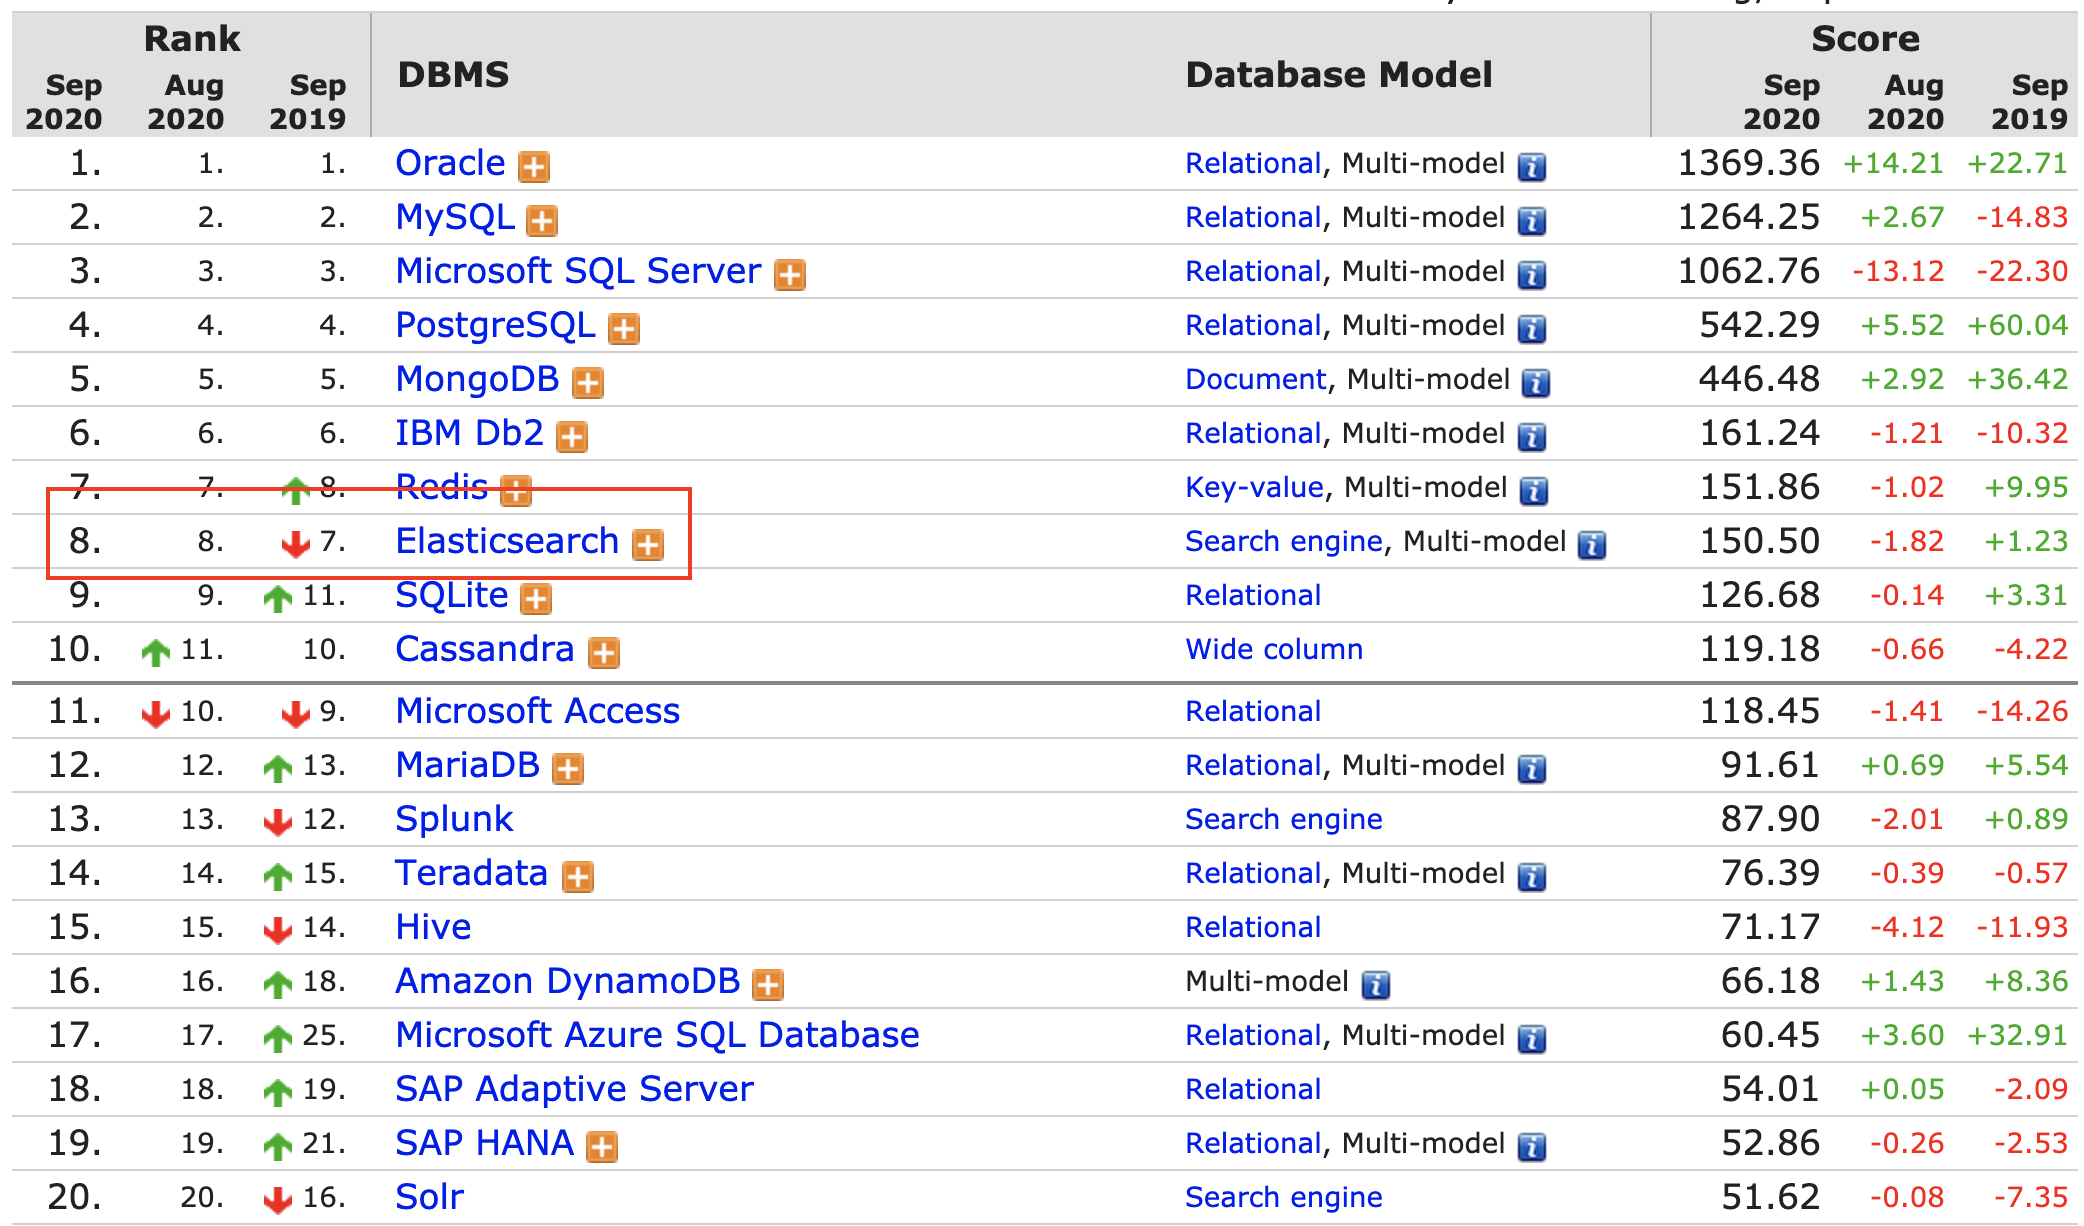 Rank Score
DBMS Database Model
Sep Aug Sep Sep Aug Sep
2020 2020 2019 2020 2020 2019
1. 1. 1. Oracle Relational, Multi-model 1369.36 +14.21 +22.71
2. 2. 2. MySQL Relational, Multi-model 1264.25 +2.67 -14.83
3. 3. 3. Microsoft SQL Server Relational, Multi-model 1062.76 -13.12 -22.30
4. 4. 4. PostgreSQL Relational, Multi-model 542.29 +5.52 +60.04
5. 5. 5. MongoDB Document, Multi-model 446.48 +2.92 +36.42
6. 6. 6. IBM Db2 Relational, Multi-model 161.24 -1.21 -10.32
7. 7. 8. Redis Key-value, Multi-model 151.86 -1.02 +9.95
8. 8. 7. Elasticsearch Search engine, Multi-model 150.50 -1.82 +1.23
9. 9. 11. SQLite Relational 126.68 -0.14 +3.31
10. 11. 10. Cassandra Wide column 119.18 -0.66 -4.22
11. 10. 9. Microsoft Access Relational 118.45 -1.41 -14.26
12. 12. 13. MariaDB Relational, Multi-model 91.61 +0.69 +5.54
13. 13. 12. Splunk Search engine 87.90 -2.01 +0.89
14. 14. 15. Teradata Relational, Multi-model 76.39 -0.39 -0.57
15. 15. 14. Hive Relational 71.17 -4.12 -11.93
16. 16. 18. Amazon DynamoDB Multi-model 66.18 +1.43 +8.36
17. 17. 25. Microsoft Azure SQL Database Relational, Multi-model 60.45 +3.60 +32.91
18. 18. 19. SAP Adaptive Server Relational 54.01 +0.05 -2.09
19. 19. 21. SAP HANA Relational, Multi-model 52.86 -0.26 -2.53
20. 20. 16. Solr Search engine 51.62 -0.08 -7.35